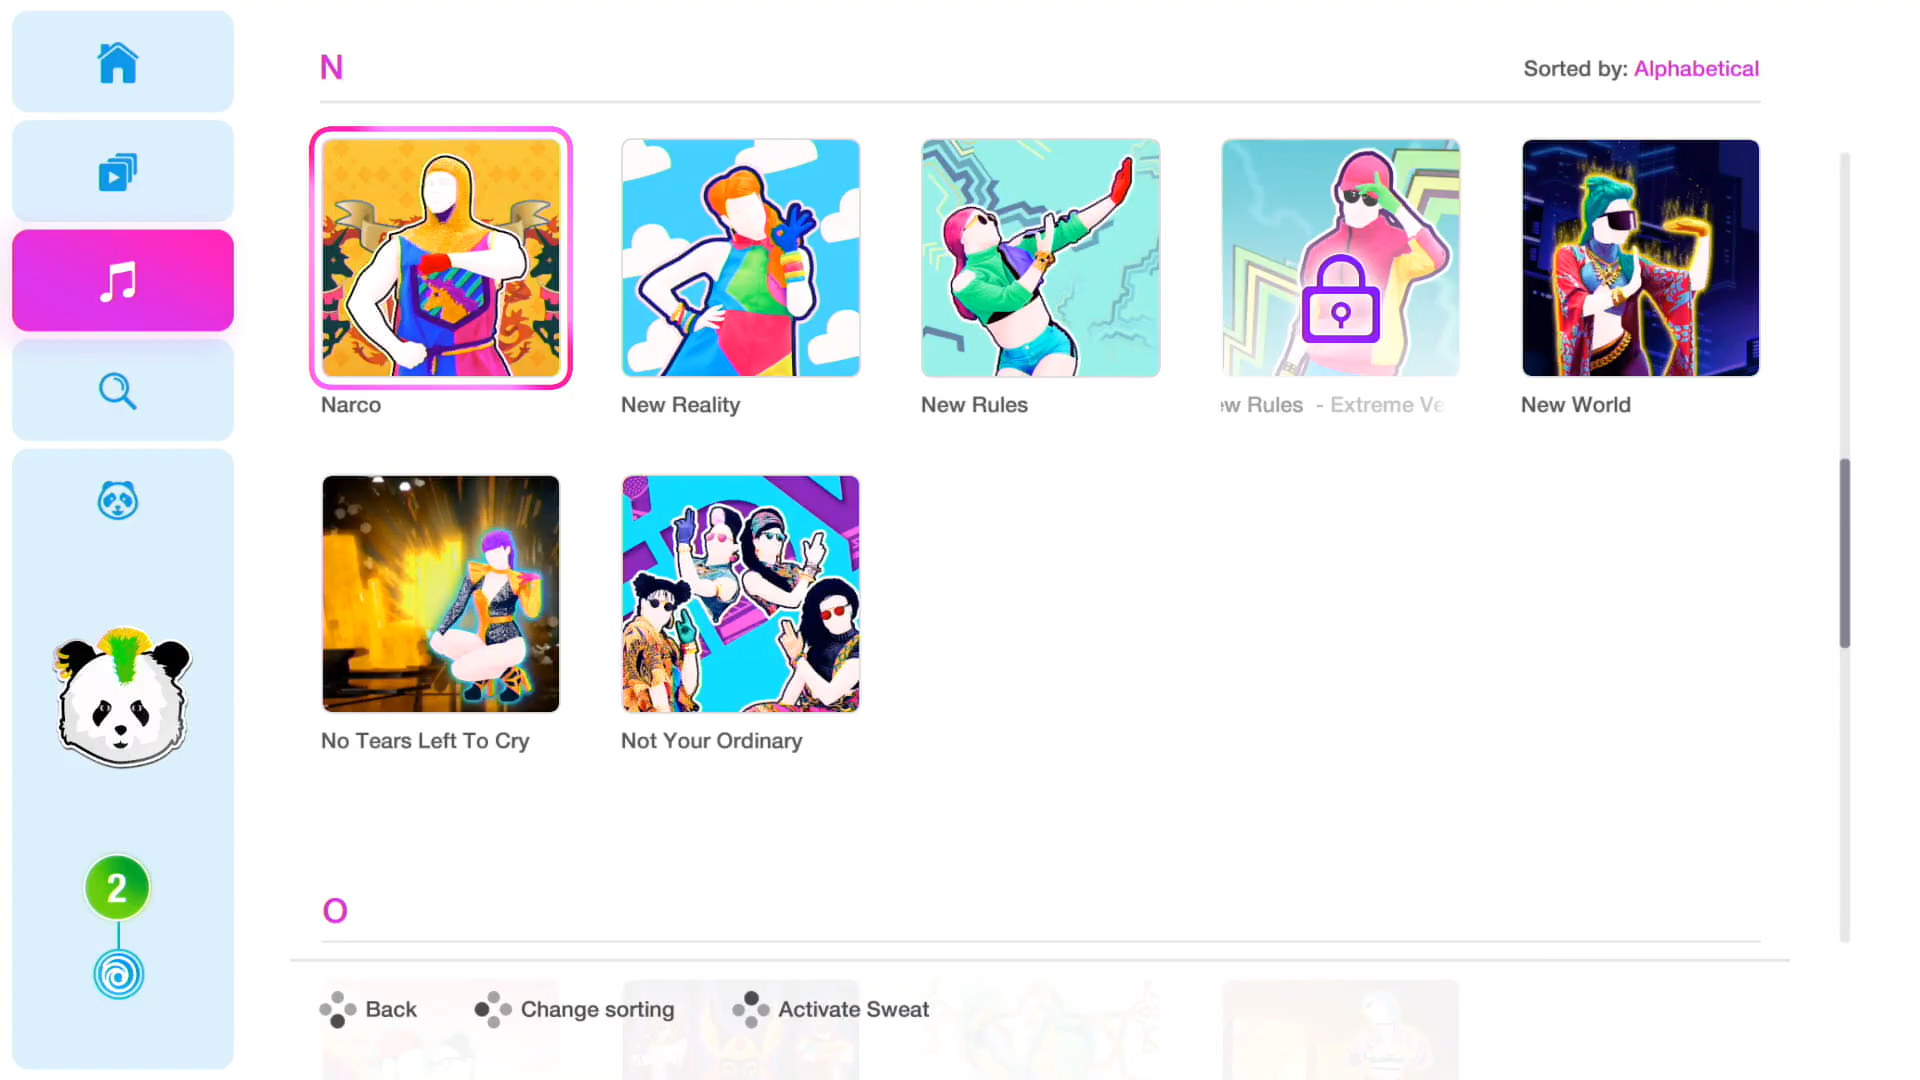 N
Sorted by: Alphabetical
Narco
New Reality
New Rules
ew Rules - Extreme Ve
New World
No Tears Left To Cry
Not Your Ordinary
2
O
Back
Change sorting
Activate Sweat